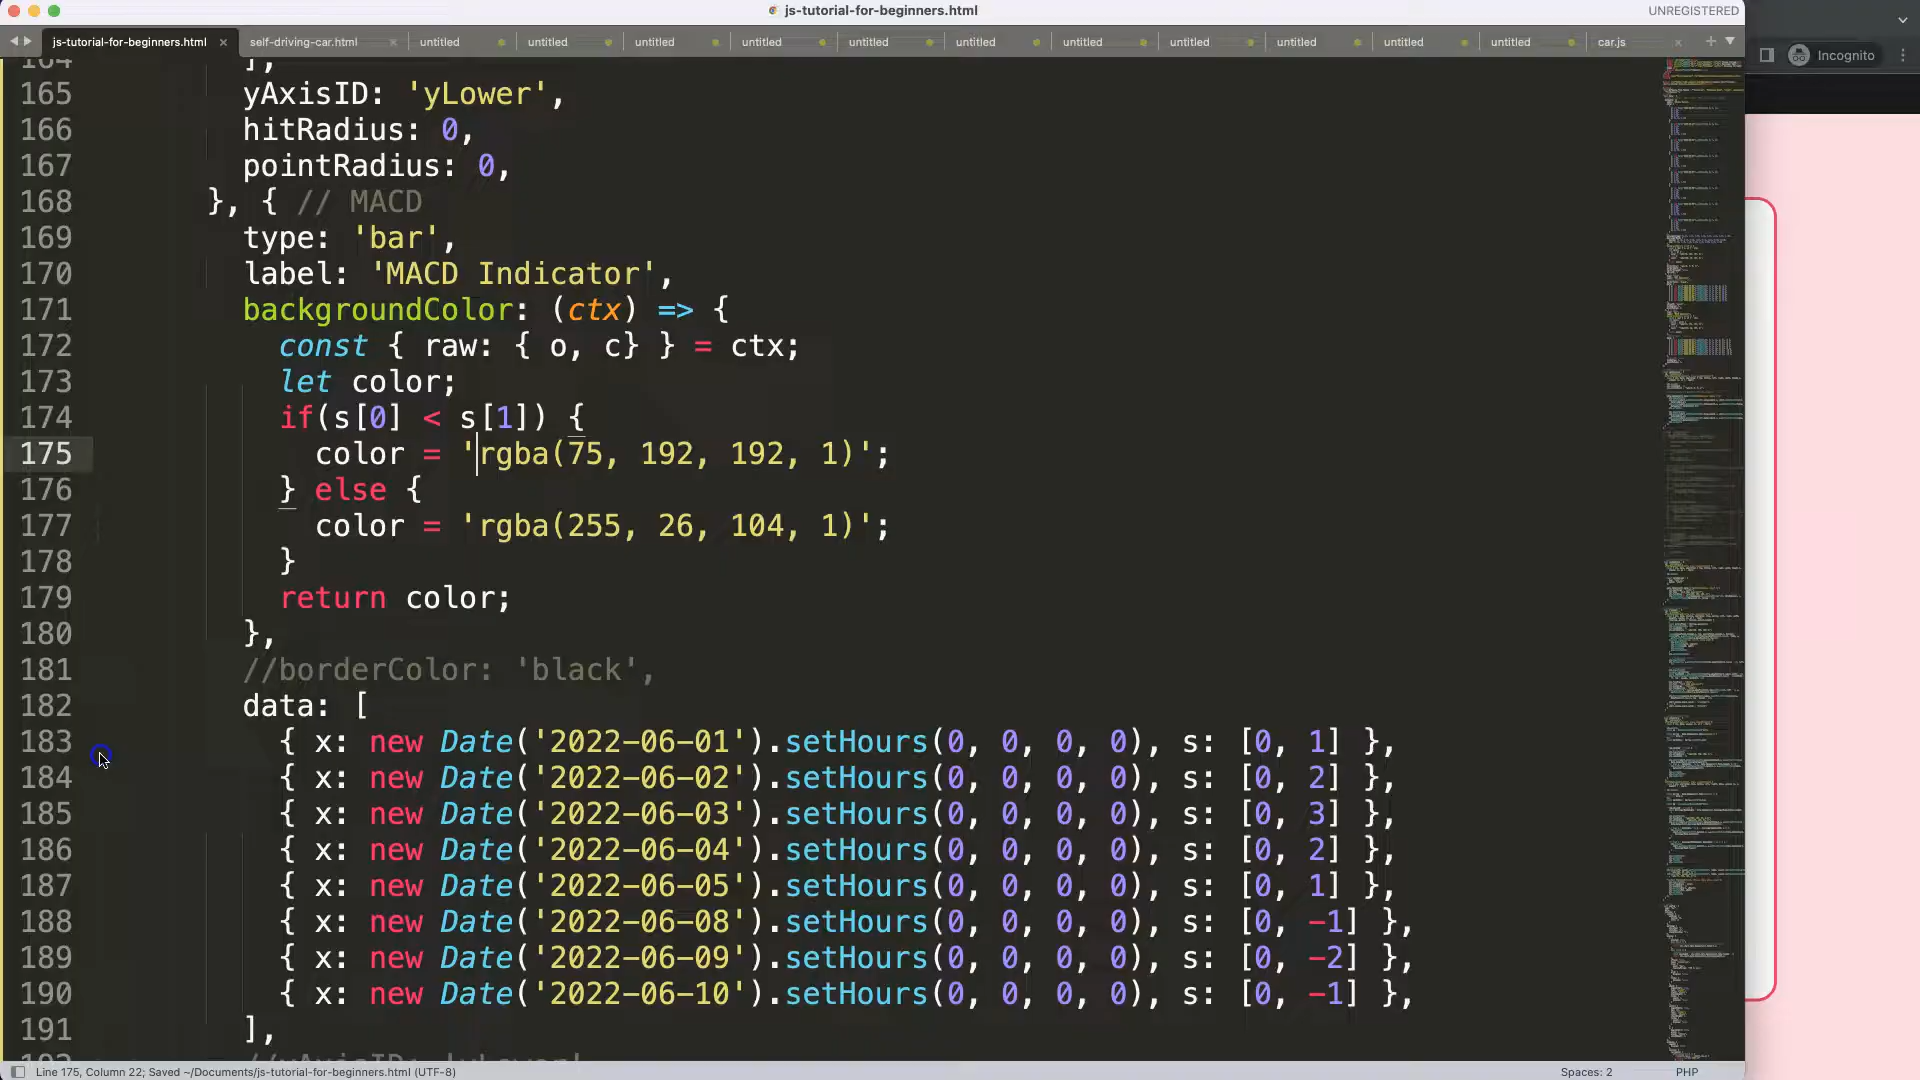 js-tutorial-for-beginners.html
UNREGISTERED
js-tutorial-for-beginners.html × self-driving-car.html × untitled untitled untitled untitled untitled untitled untitled untitled untitled untitled untitled car.js × +
Incognito
164 ],
165 yAxisID: 'yLower',
166 hitRadius: 0,
167 pointRadius: 0,
168 }, { // MACD
169 type: 'bar',
170 label: 'MACD Indicator',
171 backgroundColor: (ctx) => {
172 const { raw: { o, c} } = ctx;
173 let color;
174 if(s[0] < s[1]) {
175 color = 'rgba(75, 192, 192, 1)';
176 } else {
177 color = 'rgba(255, 26, 104, 1)';
178 }
179 return color;
180 },
181 //borderColor: 'black',
182 data: [
183 { x: new Date('2022-06-01').setHours(0, 0, 0, 0), s: [0, 1] },
184 { x: new Date('2022-06-02').setHours(0, 0, 0, 0), s: [0, 2] },
185 { x: new Date('2022-06-03').setHours(0, 0, 0, 0), s: [0, 3] },
186 { x: new Date('2022-06-04').setHours(0, 0, 0, 0), s: [0, 2] },
187 { x: new Date('2022-06-05').setHours(0, 0, 0, 0), s: [0, 1] },
188 { x: new Date('2022-06-08').setHours(0, 0, 0, 0), s: [0, -1] },
189 { x: new Date('2022-06-09').setHours(0, 0, 0, 0), s: [0, -2] },
190 { x: new Date('2022-06-10').setHours(0, 0, 0, 0), s: [0, -1] },
191 ],
Line 175, Column 22; Saved ~/Documents/js-tutorial-for-beginners.html (UTF-8)
Spaces: 2
PHP